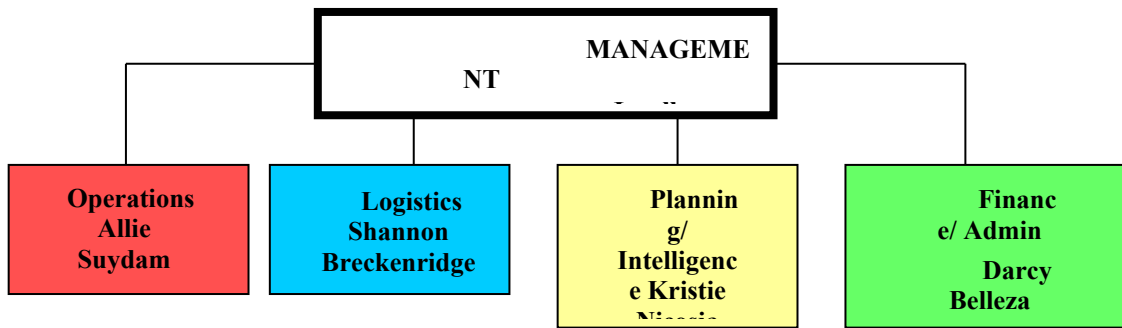 MANAGEME
NT
Operations
Allie
Suydam
Logistics
Shannon
Breckenridge
Plannin
g/
Intelligenc
e Kristie
Financ
e/ Admin
Darcy
Belleza